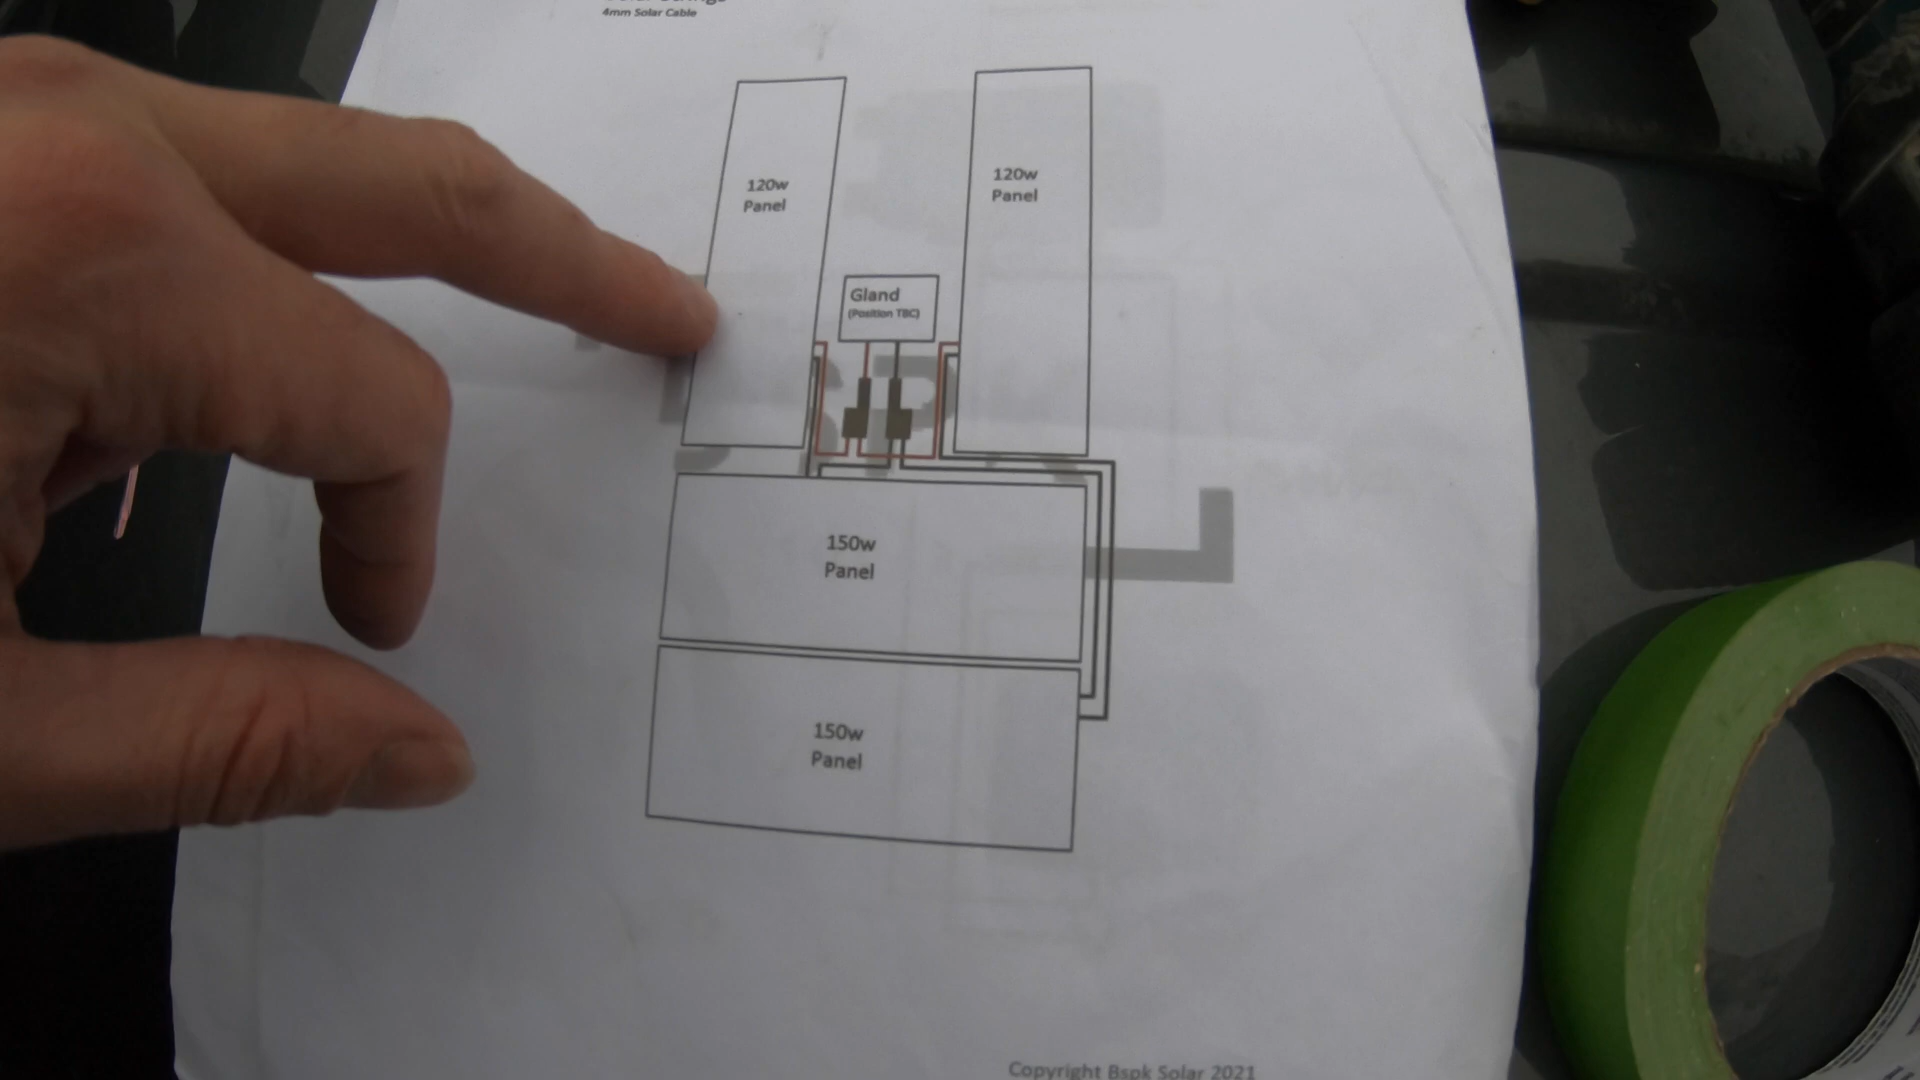 4mm Solar Cable
120w
Panel
120w
Panel
Gland
(Position TBC)
150w
Panel
150w
Panel
Copyright Bspk Solar 2021